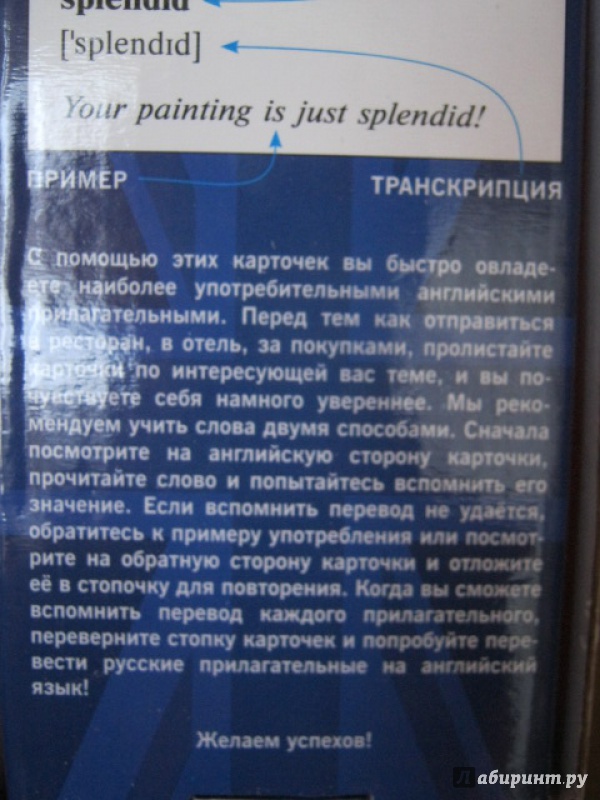 splendid
['splendɪd]
Your painting is just splendid!
ПРИМЕР ТРАНСКРИПЦИЯ
С помощью этих карточек вы быстро овладе-
ете наиболее употребительными английскими
прилагательными. Перед тем как отправиться
в ресторан, в отель, за покупками, пролистайте
карточки по интересующей вас теме, и вы по-
чувствуете себя намного увереннее. Мы реко-
мендуем учить слова двумя способами. Сначала
посмотрите на английскую сторону карточки,
прочитайте слово и попытайтесь вспомнить его
значение. Если вспомнить перевод не удаётся,
обратитесь к примеру употребления или посмот-
рите на обратную сторону карточки и отложите
её в стопочку для повторения. Когда вы сможете
вспомнить перевод каждого прилагательного,
переверните стопку карточек и попробуйте пере-
вести русские прилагательные на английский
язык!
Желаем успехов!
лабиринт.ру